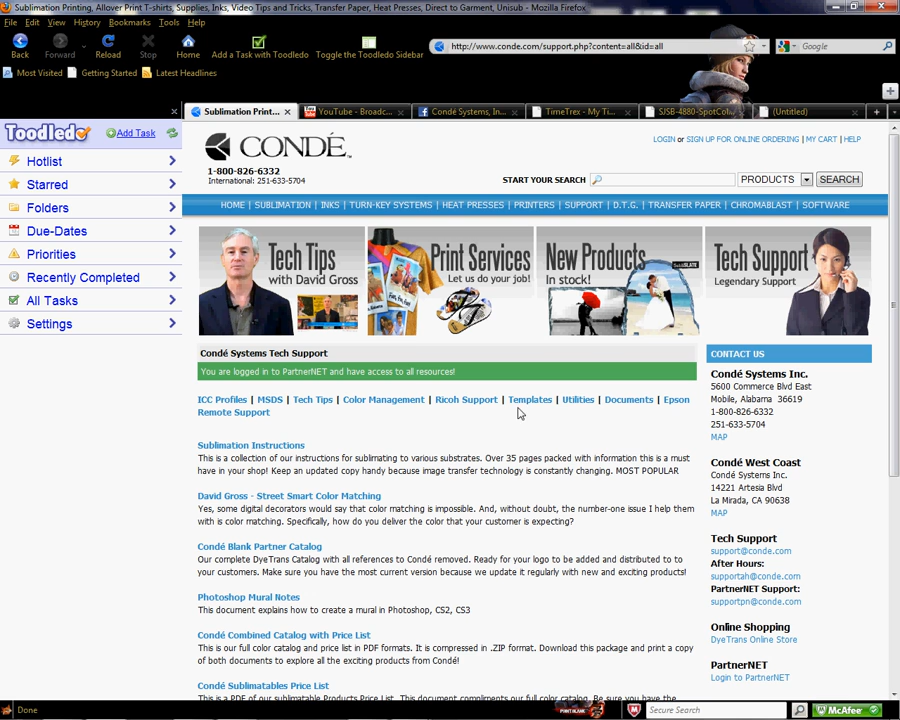 Sublimation Printing, Allover Print T-shirts, Supplies, Inks, Video Tips and Tricks, Transfer Paper, Heat Presses, Direct to Garment, Unisub - Mozilla Firefox
File Edit View History Bookmarks Tools Help
Back Forward Reload Stop Home Add a Task with Toodledo Toggle the Toodledo Sidebar
http://www.conde.com/support.php?content=all&id=all
Google
Most Visited Getting Started Latest Headlines
Sublimation Print...
YouTube - Broadc...
Condé Systems, In...
TimeTrex - My Ti...
SJSB-4880-SpotCol...
(Untitled)
Toodledo
Add Task
Hotlist
Starred
Folders
Due-Dates
Priorities
Recently Completed
All Tasks
Settings
CONDÉ™
1-800-826-6332
International: 251-633-5704
LOGIN or SIGN UP FOR ONLINE ORDERING | MY CART | HELP
START YOUR SEARCH PRODUCTS SEARCH
HOME | SUBLIMATION | INKS | TURN-KEY SYSTEMS | HEAT PRESSES | PRINTERS | SUPPORT | D.T.G. | TRANSFER PAPER | CHROMABLAST | SOFTWARE
Tech Tips
with David Gross
Print Services
Let us do your job!
New Products
In stock!
Tech Support
Legendary Support
Condé Systems Tech Support
You are logged in to PartnerNET and have access to all resources!
ICC Profiles | MSDS | Tech Tips | Color Management | Ricoh Support | Templates | Utilities | Documents | Epson
Remote Support
Sublimation Instructions
This is a collection of our instructions for sublimating to various substrates. Over 35 pages packed with information this is a must
have in your shop! Keep an updated copy handy because image transfer technology is constantly changing. MOST POPULAR
David Gross - Street Smart Color Matching
Yes, some digital decorators would say that color matching is impossible. And, without doubt, the number-one issue I help them
with is color matching. Specifically, how do you deliver the color that your customer is expecting?
Condé Blank Partner Catalog
Our complete DyeTrans Catalog with all references to Condé removed. Ready for your logo to be added and distributed to to
your customers. Make sure you have the most current version because we update it regularly with new and exciting products!
Photoshop Mural Notes
This document explains how to create a mural in Photoshop, CS2, CS3
Condé Combined Catalog with Price List
This is our full color catalog and price list in PDF formats. It is compressed in .ZIP format. Download this package and print a copy
of both documents to explore all the exciting products from Condé!
Condé Sublimatables Price List
This is a PDF of our sublimatable Products Price List. This document compliments our full color catalog. Be sure you have the
CONTACT US
Condé Systems Inc.
5600 Commerce Blvd East
Mobile, Alabama 36619
1-800-826-6332
251-633-5704
MAP
Condé West Coast
Condé Systems Inc.
14221 Artesia Blvd
La Mirada, CA 90638
MAP
Tech Support
support@conde.com
After Hours:
supportah@conde.com
PartnerNET Support:
supportpn@conde.com
Online Shopping
DyeTrans Online Store
PartnerNET
Login to PartnerNET
Done
Secure Search
McAfee